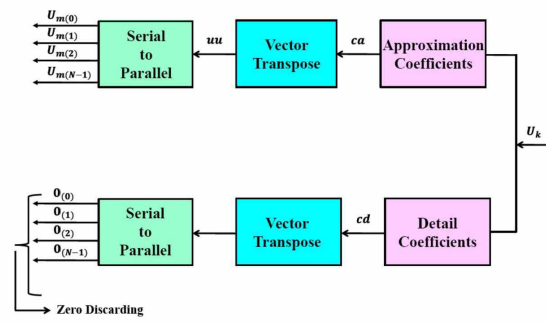 U_m(0)
U_m(1)
U_m(2)
U_m(N−1)
Serial
to
Parallel
uu
Vector
Transpose
ca
Approximation
Coefficients
U_k
0_(0)
0_(1)
0_(2)
0_(N−1)
Serial
to
Parallel
Vector
Transpose
cd
Detail
Coefficients
Zero Discarding